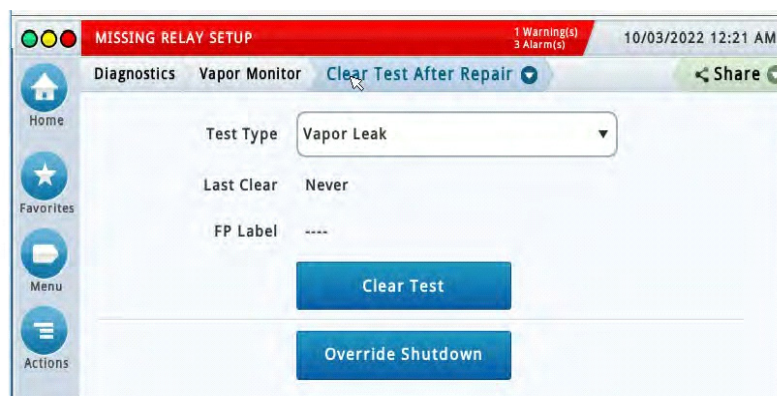 MISSING RELAY SETUP
1 Warning(s)
3 Alarm(s)
10/03/2022 12:21 AM
Diagnostics Vapor Monitor Clear Test After Repair Share
Home
Test Type Vapor Leak
Last Clear Never
Favorites
FP Label ----
Menu
Clear Test
Override Shutdown
Actions